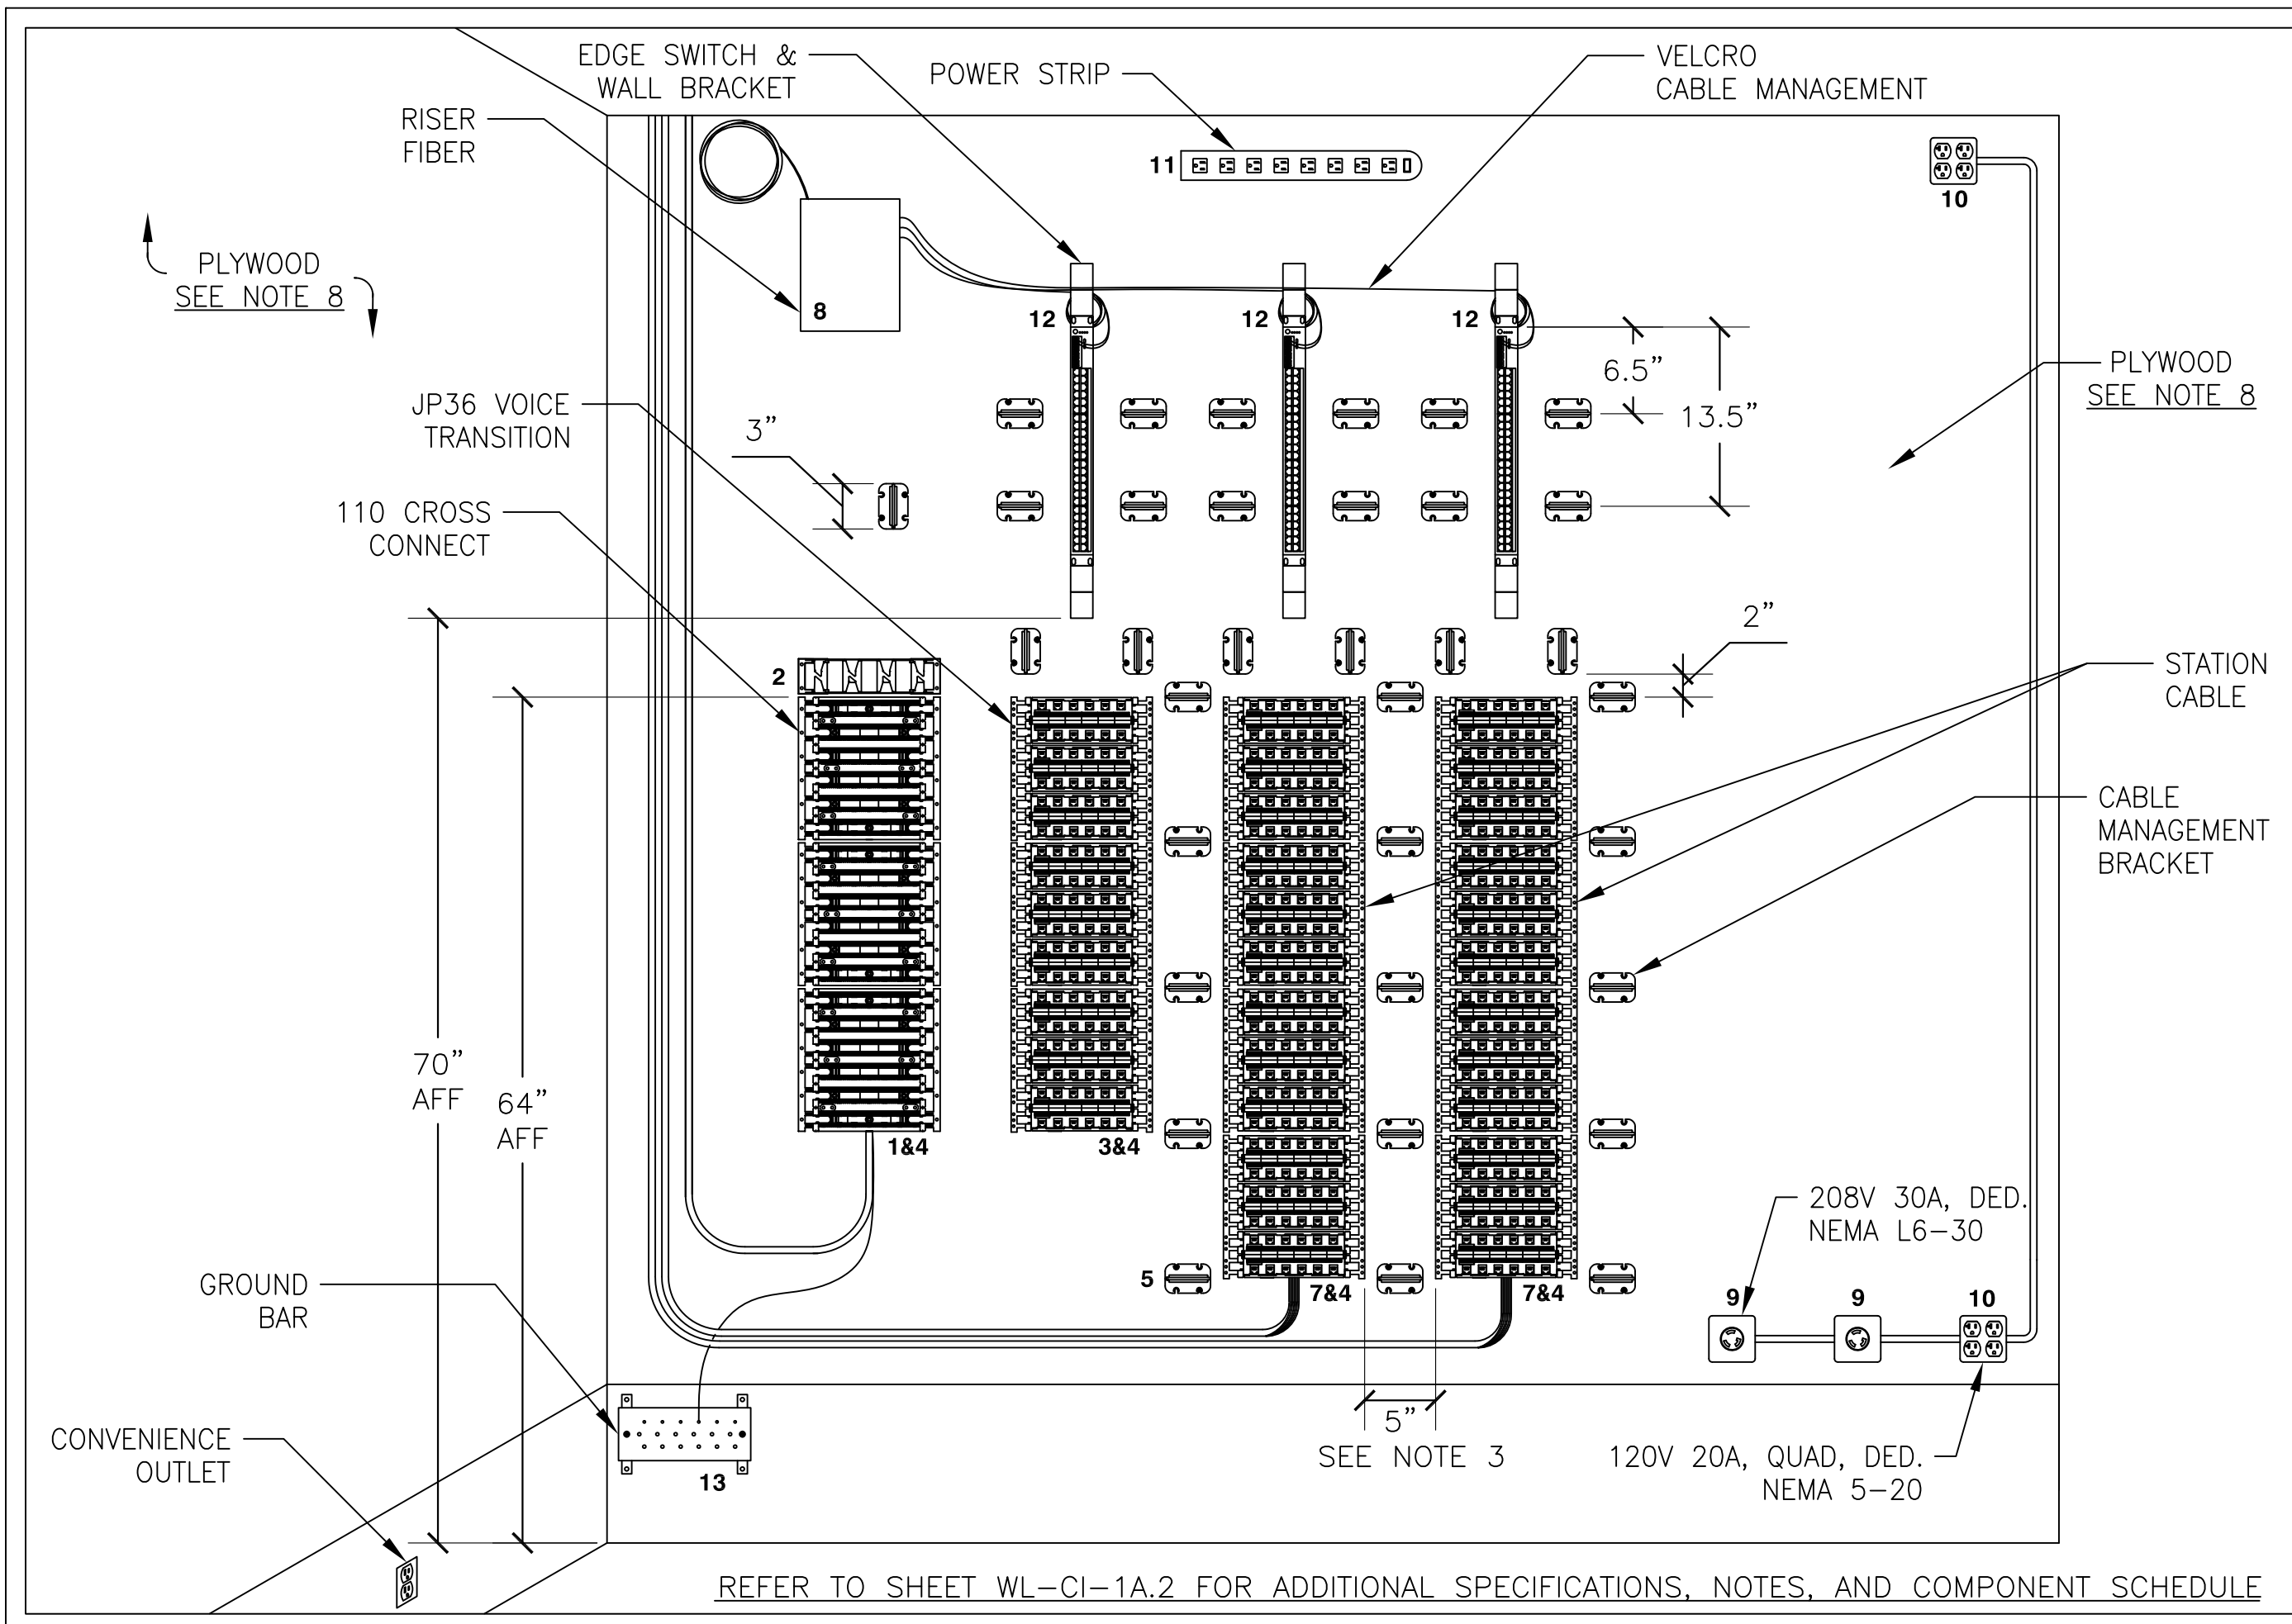 EDGE SWITCH &
WALL BRACKET
POWER STRIP
VELCRO
CABLE MANAGEMENT
RISER
FIBER
11
10
PLYWOOD
SEE NOTE 8
8
12
12
12
6.5”
13.5”
PLYWOOD
SEE NOTE 8
JP36 VOICE
TRANSITION
3”
110 CROSS
CONNECT
2”
2
STATION
CABLE
CABLE
MANAGEMENT
BRACKET
70”
AFF
64”
AFF
1&4
3&4
208V 30A, DED.
NEMA L6-30
GROUND
BAR
5
7&4
7&4
9
9
10
5”
SEE NOTE 3
CONVENIENCE
OUTLET
13
120V 20A, QUAD, DED.
NEMA 5-20
REFER TO SHEET WL-CI-1A.2 FOR ADDITIONAL SPECIFICATIONS, NOTES, AND COMPONENT SCHEDULE